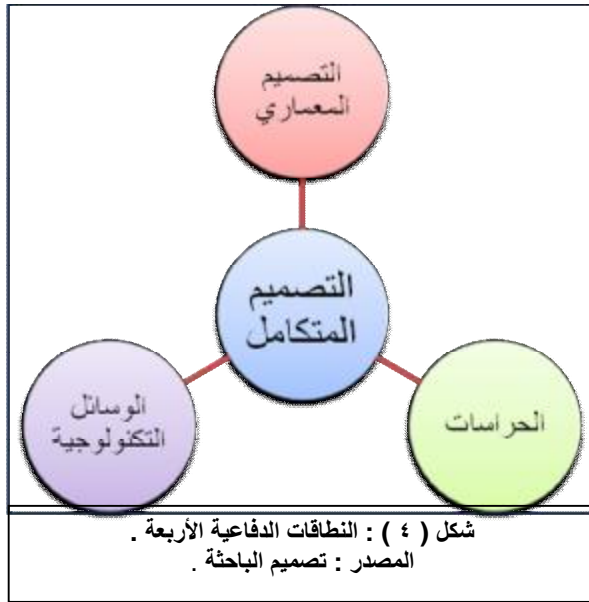 التصميم
المعماري
التصميم
المتكامل
الحراسات
الوسائل
التكنولوجية
شكل ( ٤ ) : النطاقات الدفاعية الأربعة .
المصدر : تصميم الباحثة .